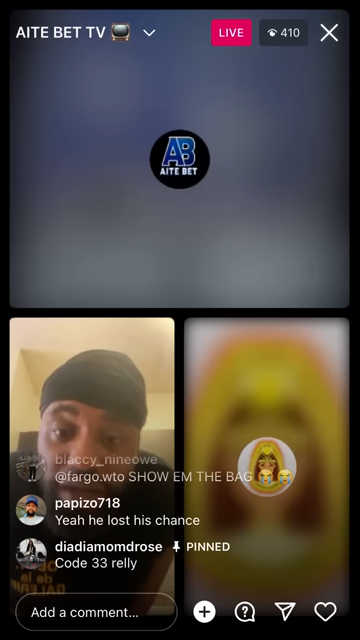 AITE BET TV
LIVE
410
AB
AITE BET
blaccy_nineowe
@fargo.wto SHOW EM THE BAG
papizo718
Yeah he lost his chance
diadiamomdrose PINNED
Code 33 relly
Add a comment...